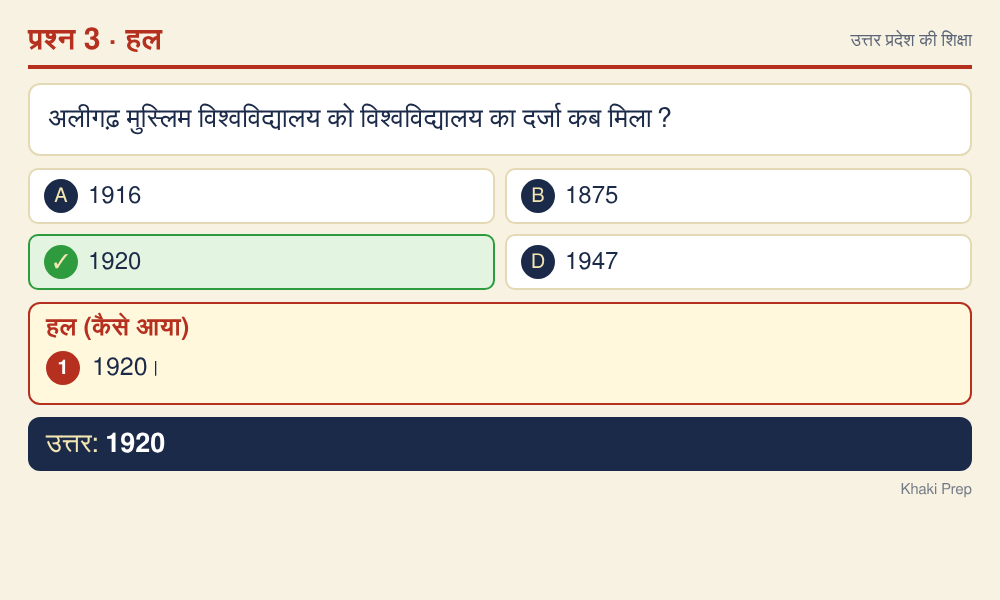 प्रश्न 3 · हल
उत्तर प्रदेश की शिक्षा
अलीगढ़ मुस्लिम विश्वविद्यालय को विश्वविद्यालय का दर्जा कब मिला ?
A 1916
B 1875
✓ 1920
D 1947
हल (कैसे आया)
1 1920।
उत्तर: 1920
Khaki Prep